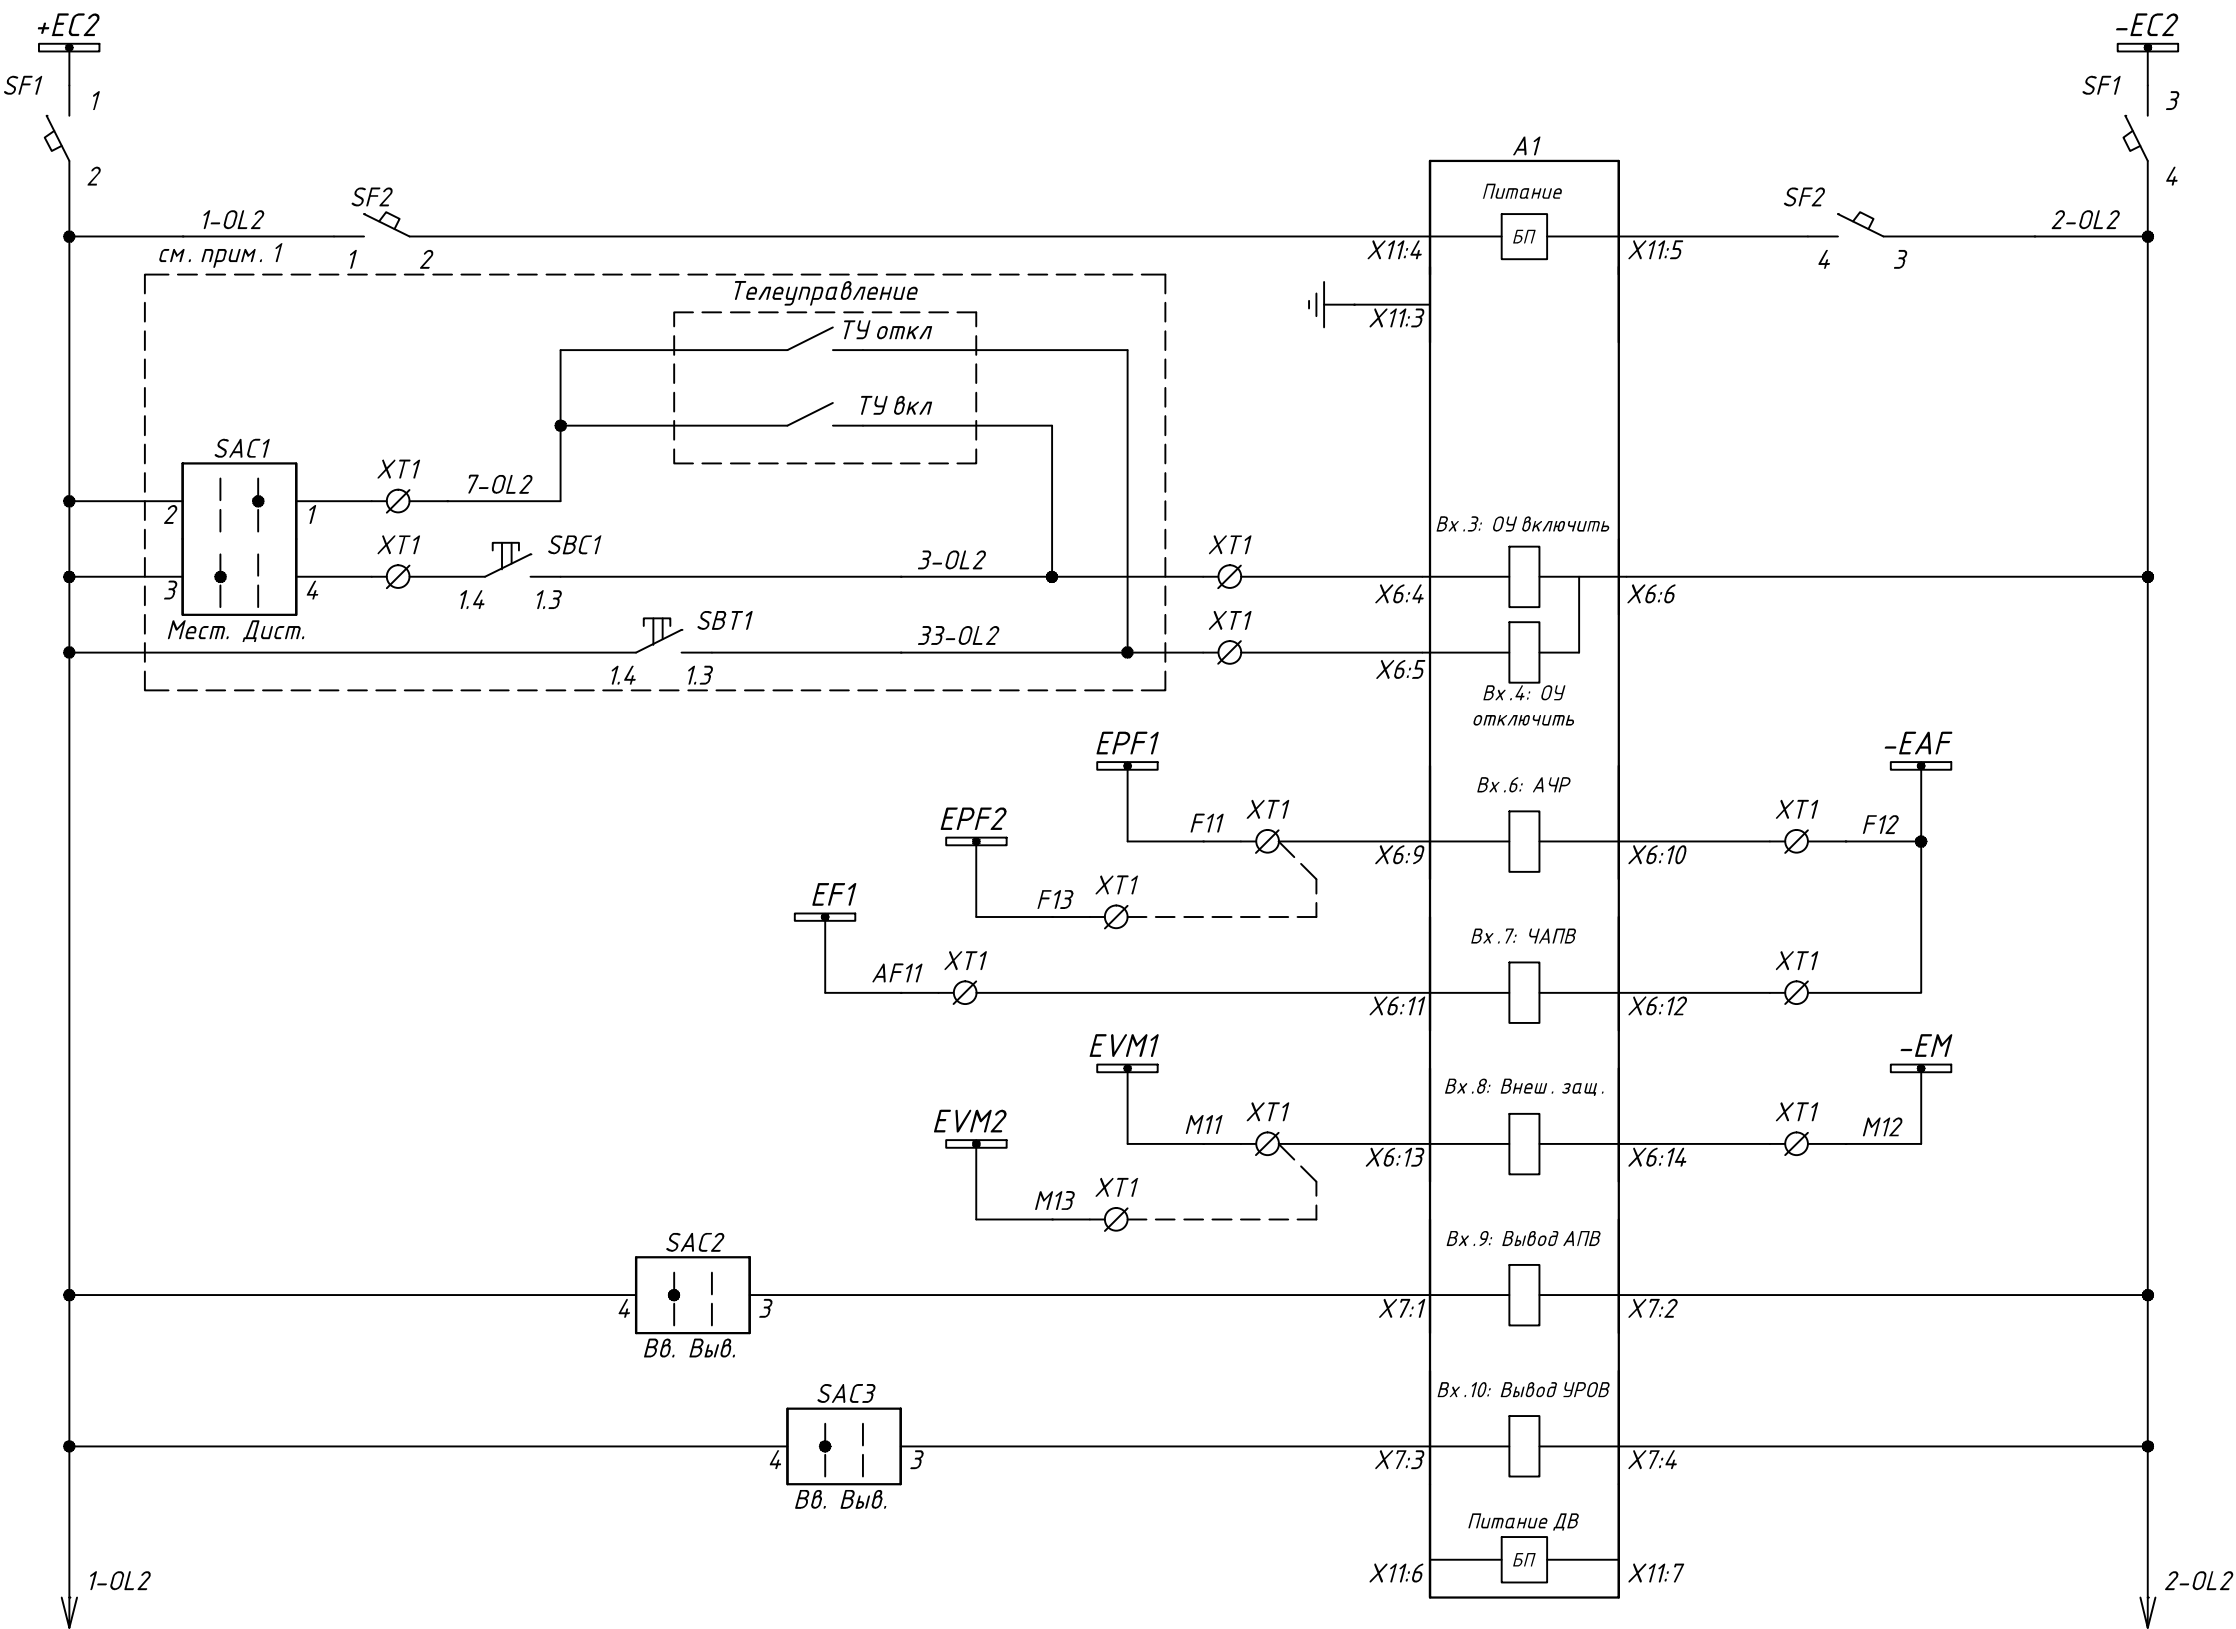 +EC2
-EC2
SF1
1
SF1
3
2
4
A1
Питание
SF2
1-OL2
БП
SF2
2-OL2
см. прим. 1
1
2
X11:4
X11:5
4
3
Телеуправление
X11:3
ТУ откл
ТУ вкл
SAC1
XT1
7-OL2
2
1
Вх.3: ОУ включить
XT1
SBC1
3-OL2
XT1
3
4
1.4
1.3
X6:4
X6:6
Мест. Дист.
SBT1
33-OL2
XT1
1.4
1.3
X6:5
Вх.4: ОУ
отключить
EPF1
-EAF
Вх.6: АЧР
EPF2
F11
XT1
XT1
F12
X6:9
X6:10
EF1
F13
XT1
Вх.7: ЧАПВ
AF11
XT1
XT1
X6:11
X6:12
EVM1
-EM
Вх.8: Внеш. защ.
EVM2
M11
XT1
XT1
M12
X6:13
X6:14
M13
XT1
SAC2
Вх.9: Вывод АПВ
4
3
X7:1
X7:2
Вв. Выв.
SAC3
Вх.10: Вывод УРОВ
4
3
X7:3
X7:4
Вв. Выв.
Питание ДВ
БП
X11:6
X11:7
1-OL2
2-OL2